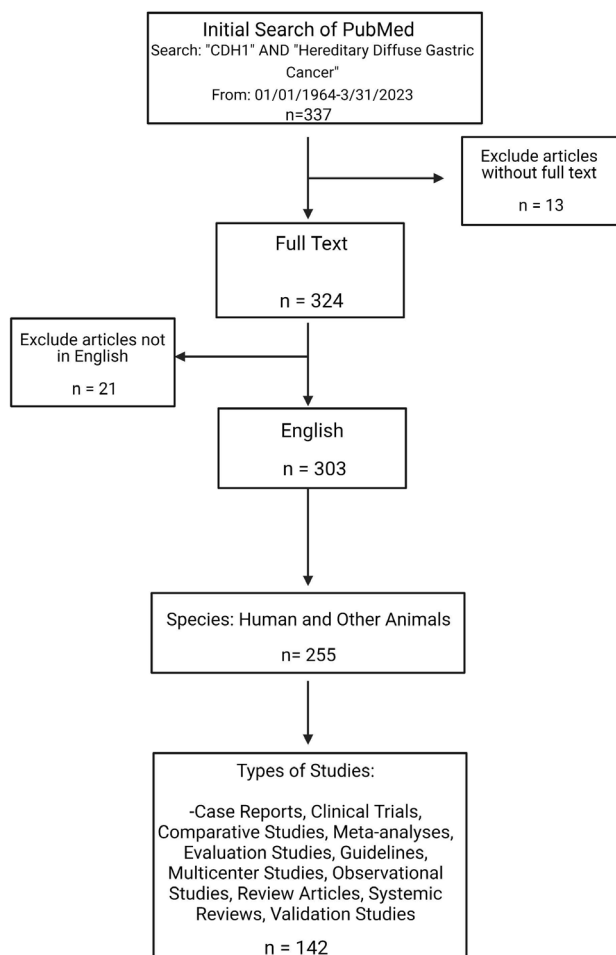 Initial Search of PubMed
Search: "CDH1" AND "Hereditary Diffuse Gastric
Cancer"
From: 01/01/1964-3/31/2023
n=337
Exclude articles
without full text
n = 13
Full Text
n = 324
Exclude articles not
in English
n = 21
English
n = 303
Species: Human and Other Animals
n= 255
Types of Studies:
-Case Reports, Clinical Trials,
Comparative Studies, Meta-analyses,
Evaluation Studies, Guidelines,
Multicenter Studies, Observational
Studies, Review Articles, Systemic
Reviews, Validation Studies
n = 142